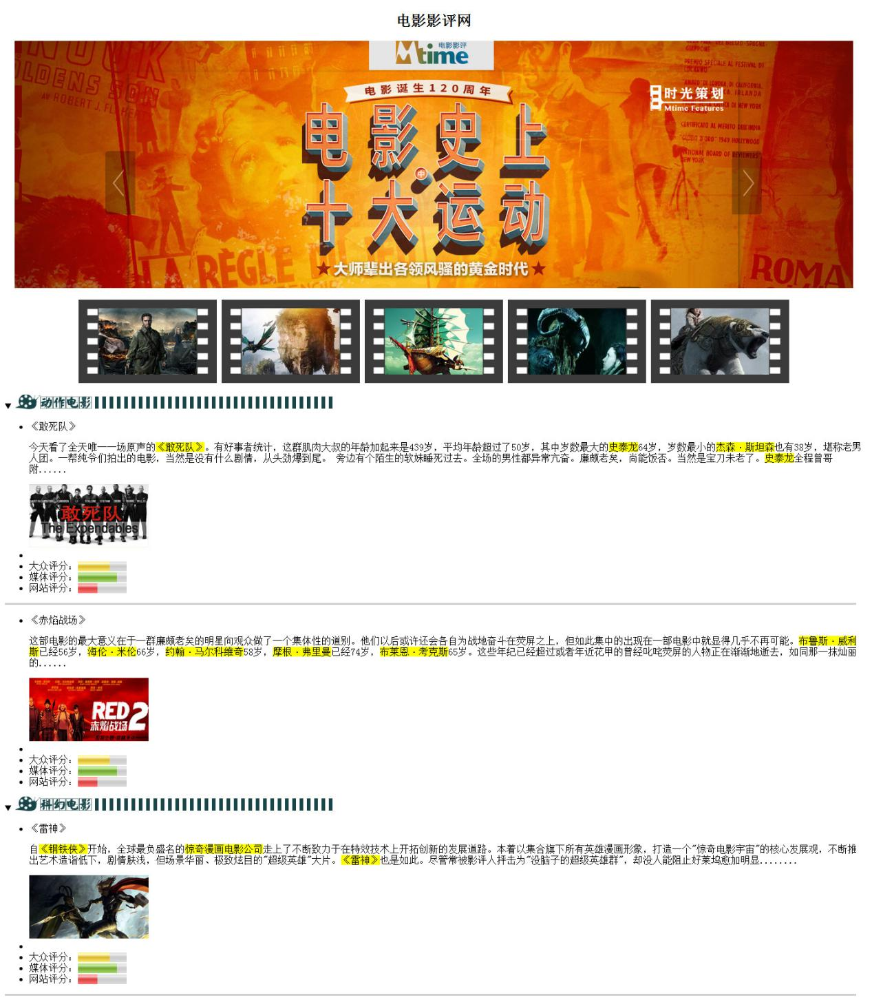 电影影评网
电影影评
Mtime
电影诞生120周年
时光策划
Mtime Features
电影史上
中
十大运动
★大师辈出各领风骚的黄金时代★
LDENS SON
LA RÈGLE
ROMA
PREMIO SPECIALE AL FESTIVAL DI
LOCARNO
CERTIFICATO AL MERITO DELL'INDIA
"GLOBO D'ORO" 1949 HOLLYWOOD
NATIONAL BOARD OF REVIEWERS"
NEW YORK
动作电影
《敢死队》
今天看了全天唯一一场原声的《敢死队》。有好事者统计，这群肌肉大叔的年龄加起来是439岁，平均年龄超过了50岁，其中岁数最大的史泰龙64岁，岁数最小的杰森·斯坦森也有38岁，堪称老男
人团。一帮纯爷们拍出的电影，当然是没有什么剧情，从头劲爆到尾。 旁边有个陌生的软妹睡死过去。全场的男性都异常亢奋。廉颇老矣，尚能饭否。当然是宝刀未老了。史泰龙全程曾哥
附......
敢死队
The Expendables
大众评分：
媒体评分：
网站评分：
《赤焰战场》
这部电影的最大意义在于一群廉颇老矣的明星向观众做了一个集体性的道别。他们以后或许还会各自为战地奋斗在荧屏之上，但如此集中的出现在一部电影中就显得几乎不再可能。布鲁斯·威利
斯已经56岁，海伦·米伦66岁，约翰·马尔科维奇58岁，摩根·弗里曼已经74岁，布莱恩·考克斯65岁。这些年纪已经超过或者年近花甲的曾经叱咤荧屏的人物正在渐渐地逝去，如同那一抹灿丽
的......
RED 2
赤焰战场
大众评分：
媒体评分：
网站评分：
科幻电影
《雷神》
自《钢铁侠》开始，全球最负盛名的惊奇漫画电影公司走上了不断致力于在特效技术上开拓创新的发展道路。本着以集合旗下所有英雄漫画形象，打造一个"惊奇电影宇宙"的核心发展观，不断推
出艺术造诣低下，剧情肤浅，但场景华丽、极致炫目的"超级英雄"大片。《雷神》也是如此。尽管常被影评人抨击为"没脑子的超级英雄群"，却没人能阻止好莱坞愈加明显........
大众评分：
媒体评分：
网站评分：